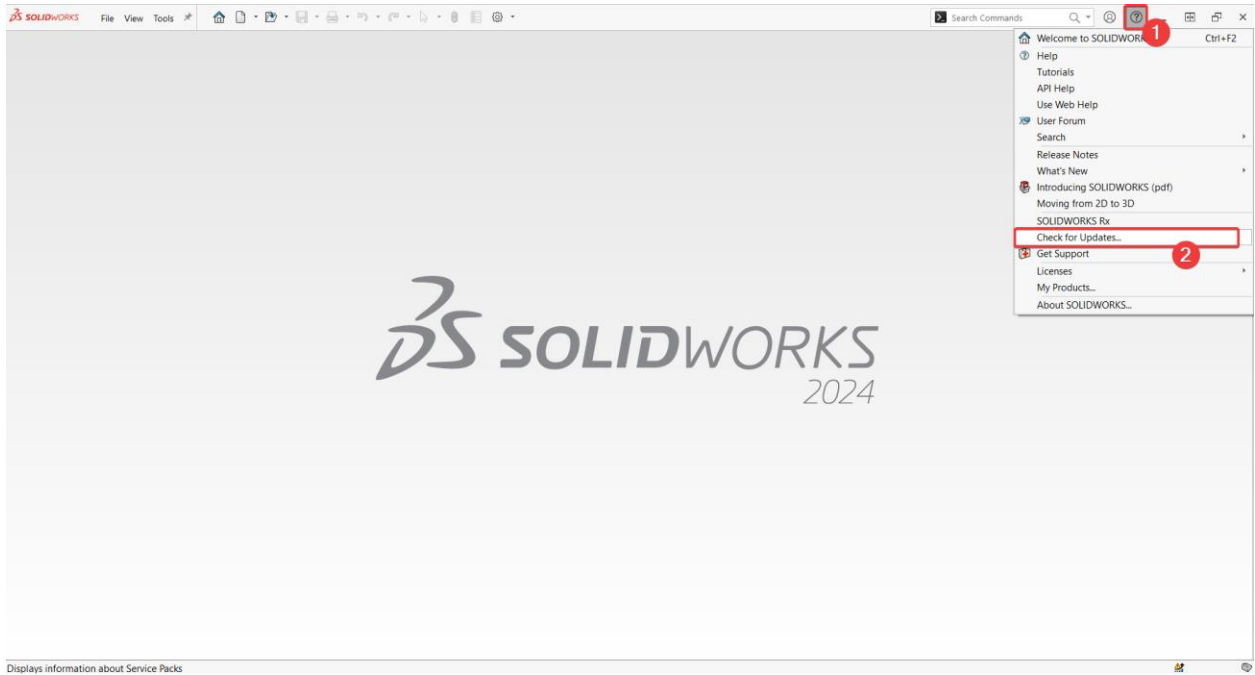 SOLIDWORKS File View Tools Search Commands
1
Welcome to SOLIDWOR Ctrl+F2
Help
Tutorials
API Help
Use Web Help
User Forum
Search
Release Notes
What's New
Introducing SOLIDWORKS (pdf)
Moving from 2D to 3D
SOLIDWORKS Rx
Check for Updates...
2
Get Support
Licenses
My Products...
About SOLIDWORKS...
SOLIDWORKS
2024
Displays information about Service Packs